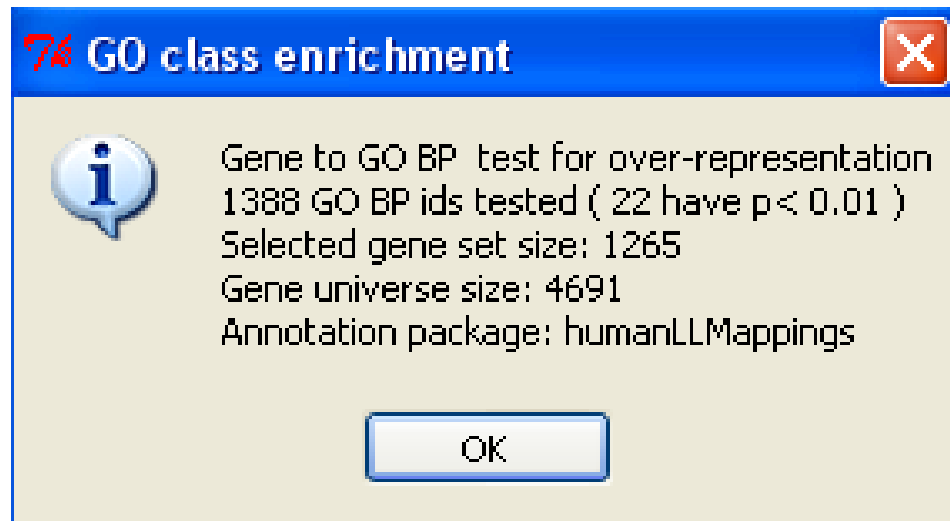 GO class enrichment
Gene to GO BP  test for over-representation
1388 GO BP ids tested ( 22 have p< 0.01 )
Selected gene set size: 1265
Gene universe size: 4691
Annotation package: humanLLMappings
OK